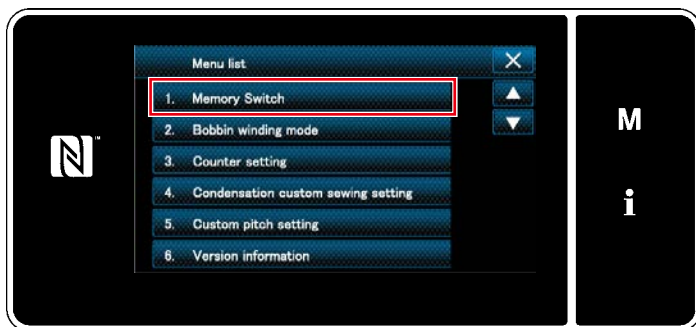 Menu list
1. Memory Switch
2. Bobbin winding mode
3. Counter setting
4. Condensation custom sewing setting
5. Custom pitch setting
6. Version information
N™
M
i